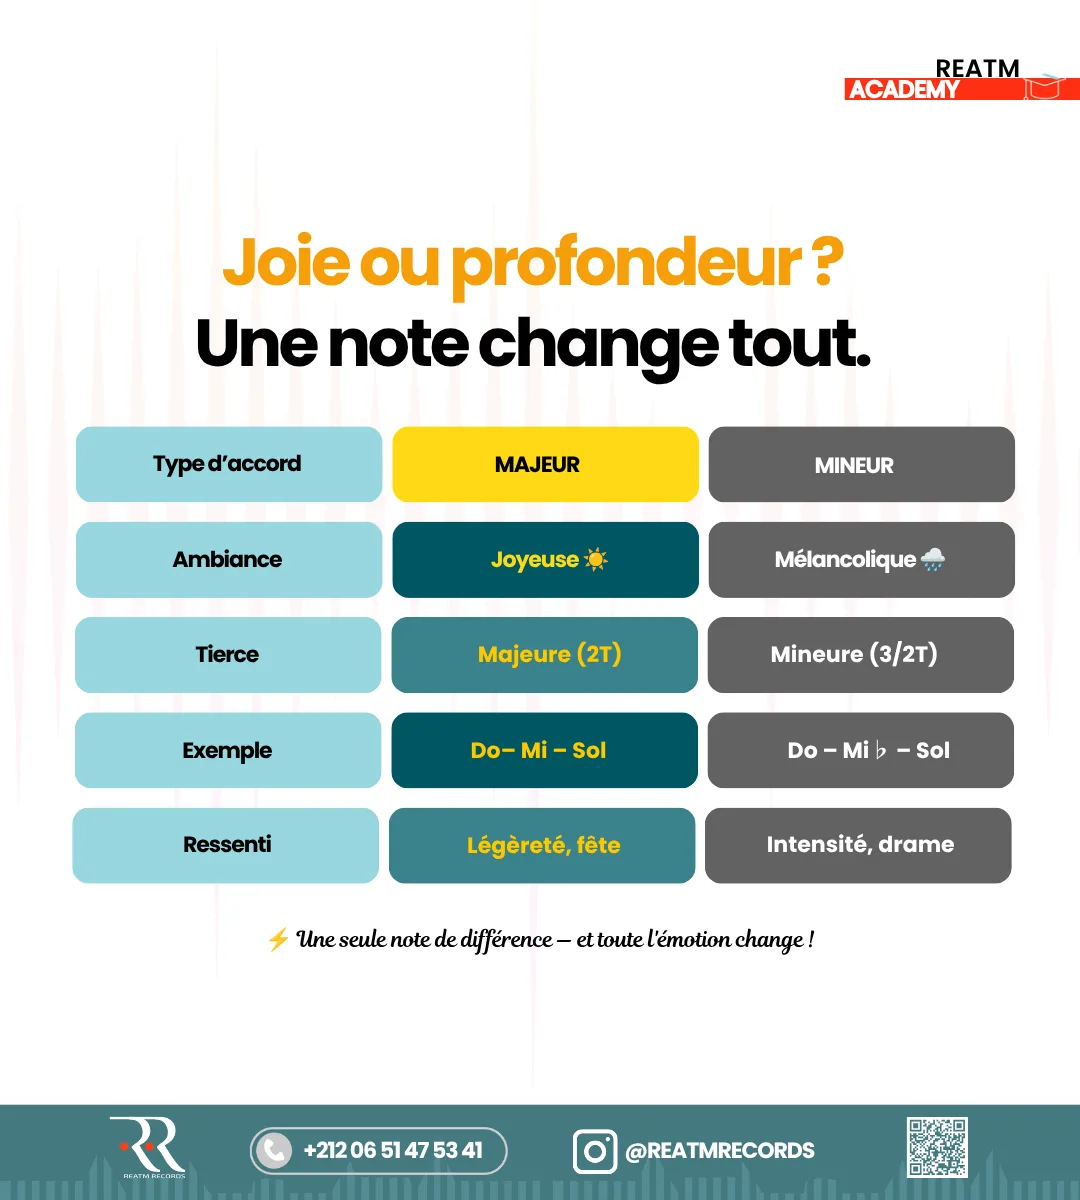 REATM
ACADEMY
Joie ou profondeur ?
Une note change tout.
Type d’accord
MAJEUR
MINEUR
Ambiance
Joyeuse ☀️
Mélancolique 🌧️
Tierce
Majeure (2T)
Mineure (3/2T)
Exemple
Do– Mi – Sol
Do – Mi ♭ – Sol
Ressenti
Légèreté, fête
Intensité, drame
⚡ Une seule note de différence – et toute l'émotion change !
RR
REATM RECORDS
+212 06 51 47 53 41
@REATMRECORDS